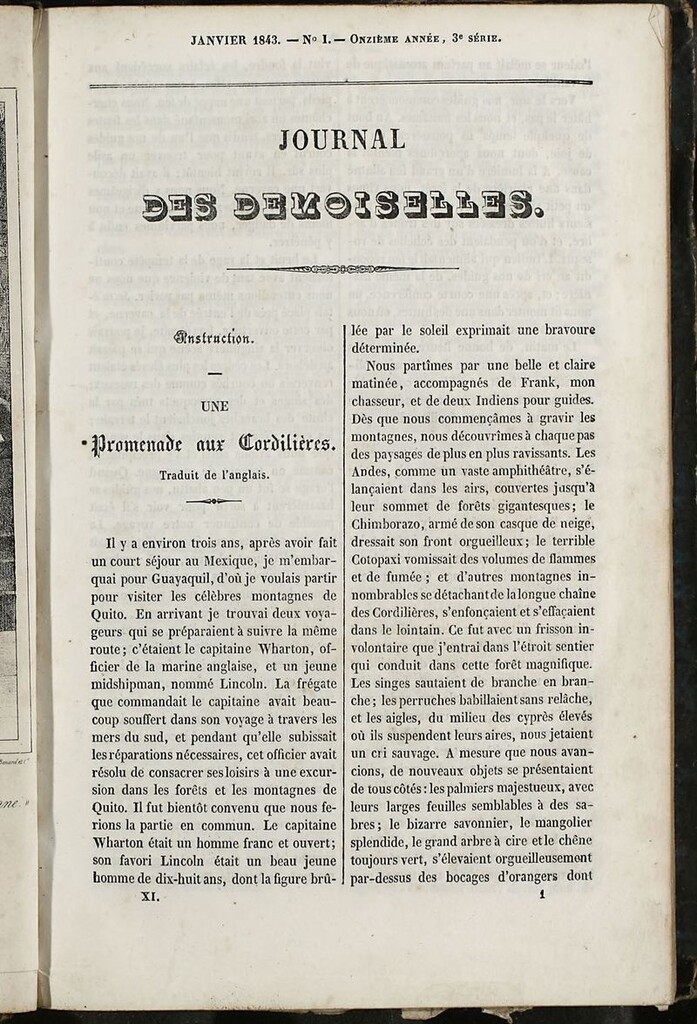 JANVIER 1843. — No I. — ONZIÈME ANNÉE, 3e SÉRIE.
JOURNAL
DES DEMOISELLES.
Instruction.
UNE
Promenade aux Cordilières.
Traduit de l'anglais.
Il y a environ trois ans, après avoir fait
un court séjour au Mexique, je m'embar-
quai pour Guayaquil, d'où je voulais partir
pour visiter les célèbres montagnes de
Quito. En arrivant je trouvai deux voya-
geurs qui se préparaient à suivre la même
route; c'étaient le capitaine Wharton, of-
ficier de la marine anglaise, et un jeune
midshipman, nommé Lincoln. La frégate
que commandait le capitaine avait beau-
coup souffert dans son voyage à travers les
mers du sud, et pendant qu'elle subissait
les réparations nécessaires, cet officier avait
résolu de consacrer ses loisirs à une excur-
sion dans les forêts et les montagnes de
Quito. Il fut bientôt convenu que nous fe-
rions la partie en commun. Le capitaine
Wharton était un homme franc et ouvert;
son favori Lincoln était un beau jeune
homme de dix-huit ans, dont la figure brû-
XI.
lée par le soleil exprimait une bravoure
déterminée.
Nous partîmes par une belle et claire
matinée, accompagnés de Frank, mon
chasseur, et de deux Indiens pour guides.
Dès que nous commençâmes à gravir les
montagnes, nous découvrîmes à chaque pas
des paysages de plus en plus ravissants. Les
Andes, comme un vaste amphithéâtre, s'é-
lançaient dans les airs, couvertes jusqu'à
leur sommet de forêts gigantesques; le
Chimborazo, armé de son casque de neige,
dressait son front orgueilleux; le terrible
Cotopaxi vomissait des volumes de flammes
et de fumée; et d'autres montagnes in-
nombrables se détachant de la longue chaîne
des Cordilières, s'enfonçaient et s'effaçaient
dans le lointain. Ce fut avec un frisson in-
volontaire que j'entrai dans l'étroit sentier
qui conduit dans cette forêt magnifique.
Les singes sautaient de branche en bran-
che; les perruches babillaient sans relâche,
et les aigles, du milieu des cyprès élevés
où ils suspendent leurs aires, nous jetaient
un cri sauvage. A mesure que nous avan-
cions, de nouveaux objets se présentaient
de tous côtés: les palmiers majestueux, avec
leurs larges feuilles semblables à des sa-
bres; le bizarre savonnier, le mangolier
splendide, le grand arbre à cire et le chêne
toujours vert, s'élevaient orgueilleusement
par-dessus des bocages d'orangers dont
1